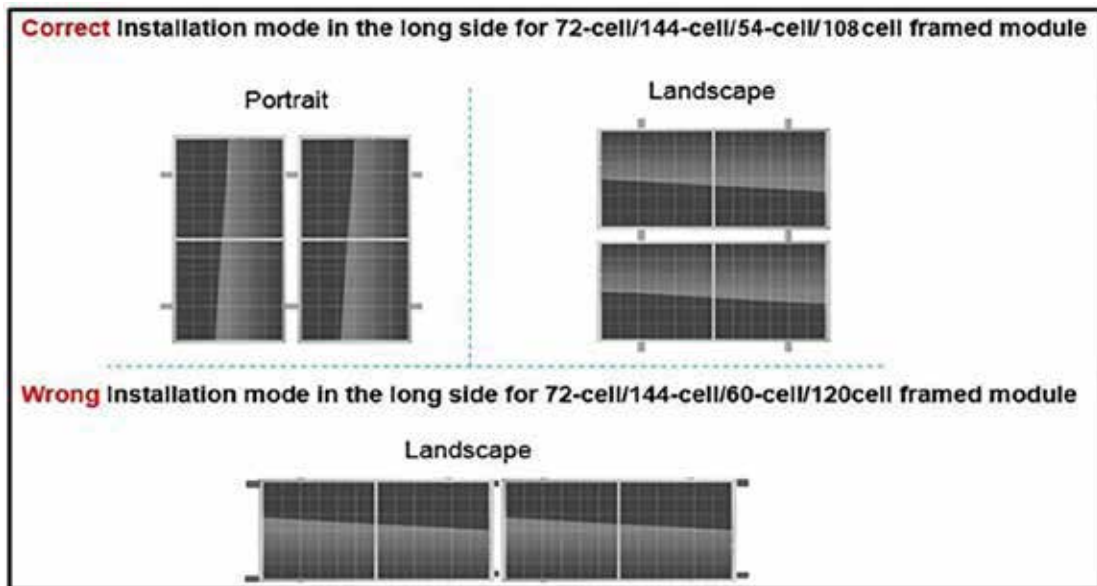 Correct Installation mode in the long side for 72-cell/144-cell/54-cell/108cell framed module
Portrait
Landscape
Wrong Installation mode in the long side for 72-cell/144-cell/60-cell/120cell framed module
Landscape